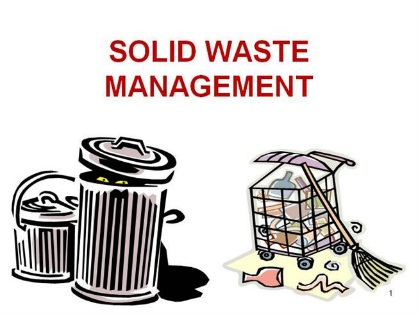 SOLID WASTE
MANAGEMENT
1